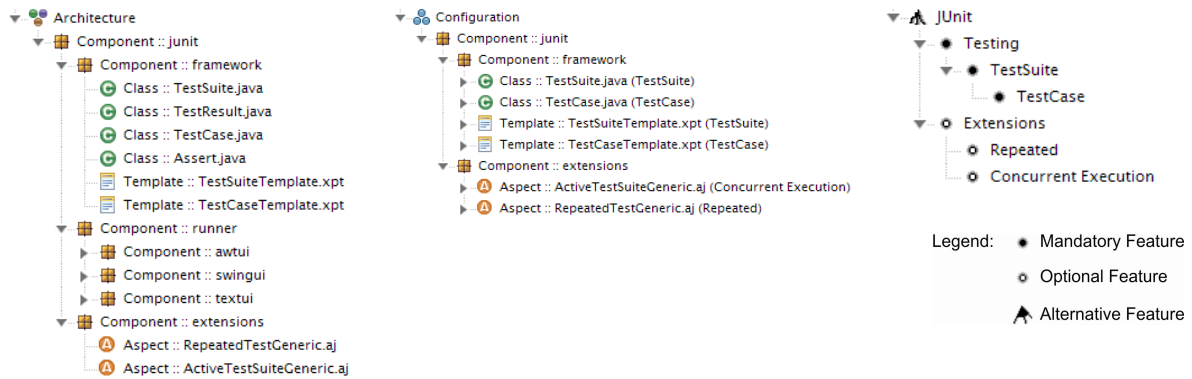 Architecture
Component :: junit
Component :: framework
Class :: TestSuite.java
Class :: TestResult.java
Class :: TestCase.java
Class :: Assert.java
Template :: TestSuiteTemplate.xpt
Template :: TestCaseTemplate.xpt
Component :: runner
Component :: awtui
Component :: swingui
Component :: textui
Component :: extensions
Aspect :: RepeatedTestGeneric.aj
Aspect :: ActiveTestSuiteGeneric.aj
Configuration
Component :: junit
Component :: framework
Class :: TestSuite.java (TestSuite)
Class :: TestCase.java (TestCase)
Template :: TestSuiteTemplate.xpt (TestSuite)
Template :: TestCaseTemplate.xpt (TestCase)
Component :: extensions
Aspect :: ActiveTestSuiteGeneric.aj (Concurrent Execution)
Aspect :: RepeatedTestGeneric.aj (Repeated)
JUnit
Testing
TestSuite
TestCase
Extensions
Repeated
Concurrent Execution
Legend: Mandatory Feature
Optional Feature
Alternative Feature